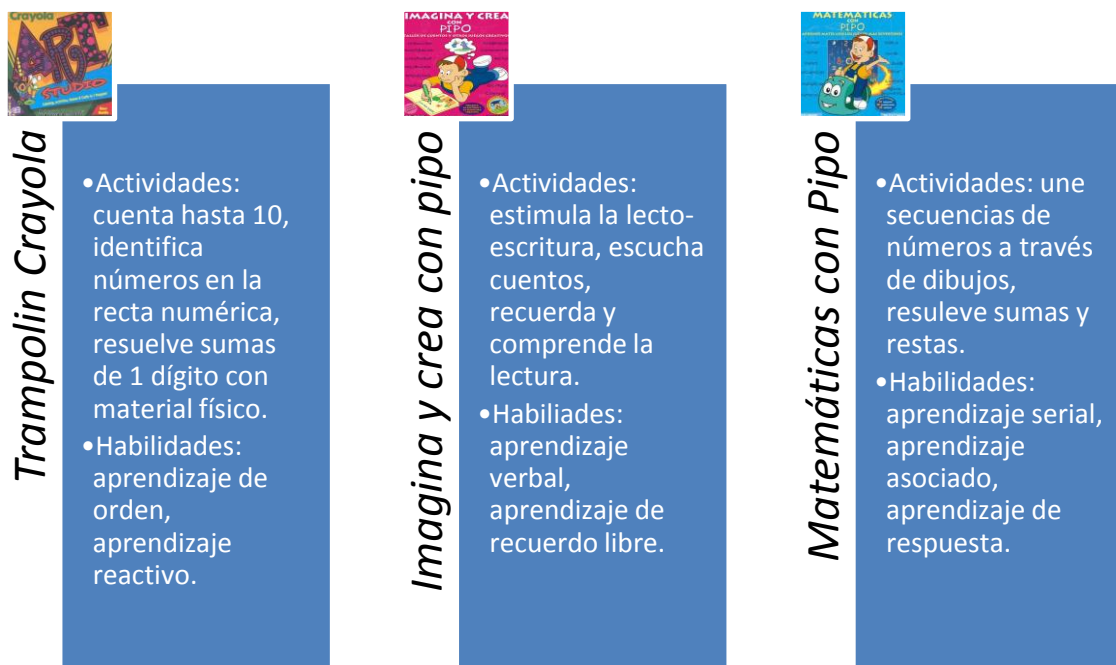 Crayola
ART
STUDIO
Trampolin Crayola
•Actividades:
cuenta hasta 10,
identifica
números en la
recta numérica,
resuelve sumas
de 1 dígito con
material físico.
•Habilidades:
aprendizaje de
orden,
aprendizaje
reactivo.
IMAGINA Y CREA
CON
PIPO
Imagina y crea con pipo
•Actividades:
estimula la lecto-
escritura, escucha
cuentos,
recuerda y
comprende la
lectura.
•Habiliades:
aprendizaje
verbal,
aprendizaje de
recuerdo libre.
MATEMATICAS
CON
PIPO
Matemáticas con Pipo
•Actividades: une
secuencias de
números a través
de dibujos,
resuleve sumas y
restas.
•Habilidades:
aprendizaje serial,
aprendizaje
asociado,
aprendizaje de
respuesta.